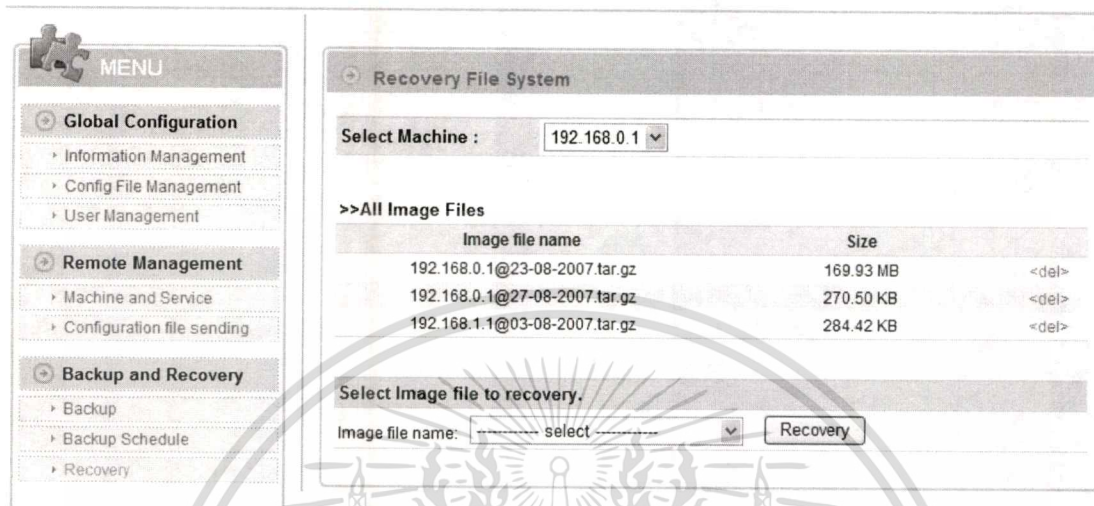 MENU
Global Configuration
Information Management
Config File Management
User Management
Remote Management
Machine and Service
Configuration file sending
Backup and Recovery
Backup
Backup Schedule
Recovery
Recovery File System
Select Machine : 192.168.0.1
>>All Image Files
Image file name Size
192.168.0.1@23-08-2007.tar.gz 169.93 MB <del>
192.168.0.1@27-08-2007.tar.gz 270.50 KB <del>
192.168.1.1@03-08-2007.tar.gz 284.42 KB <del>
Select Image file to recovery.
Image file name: ------------ select ------------ Recovery